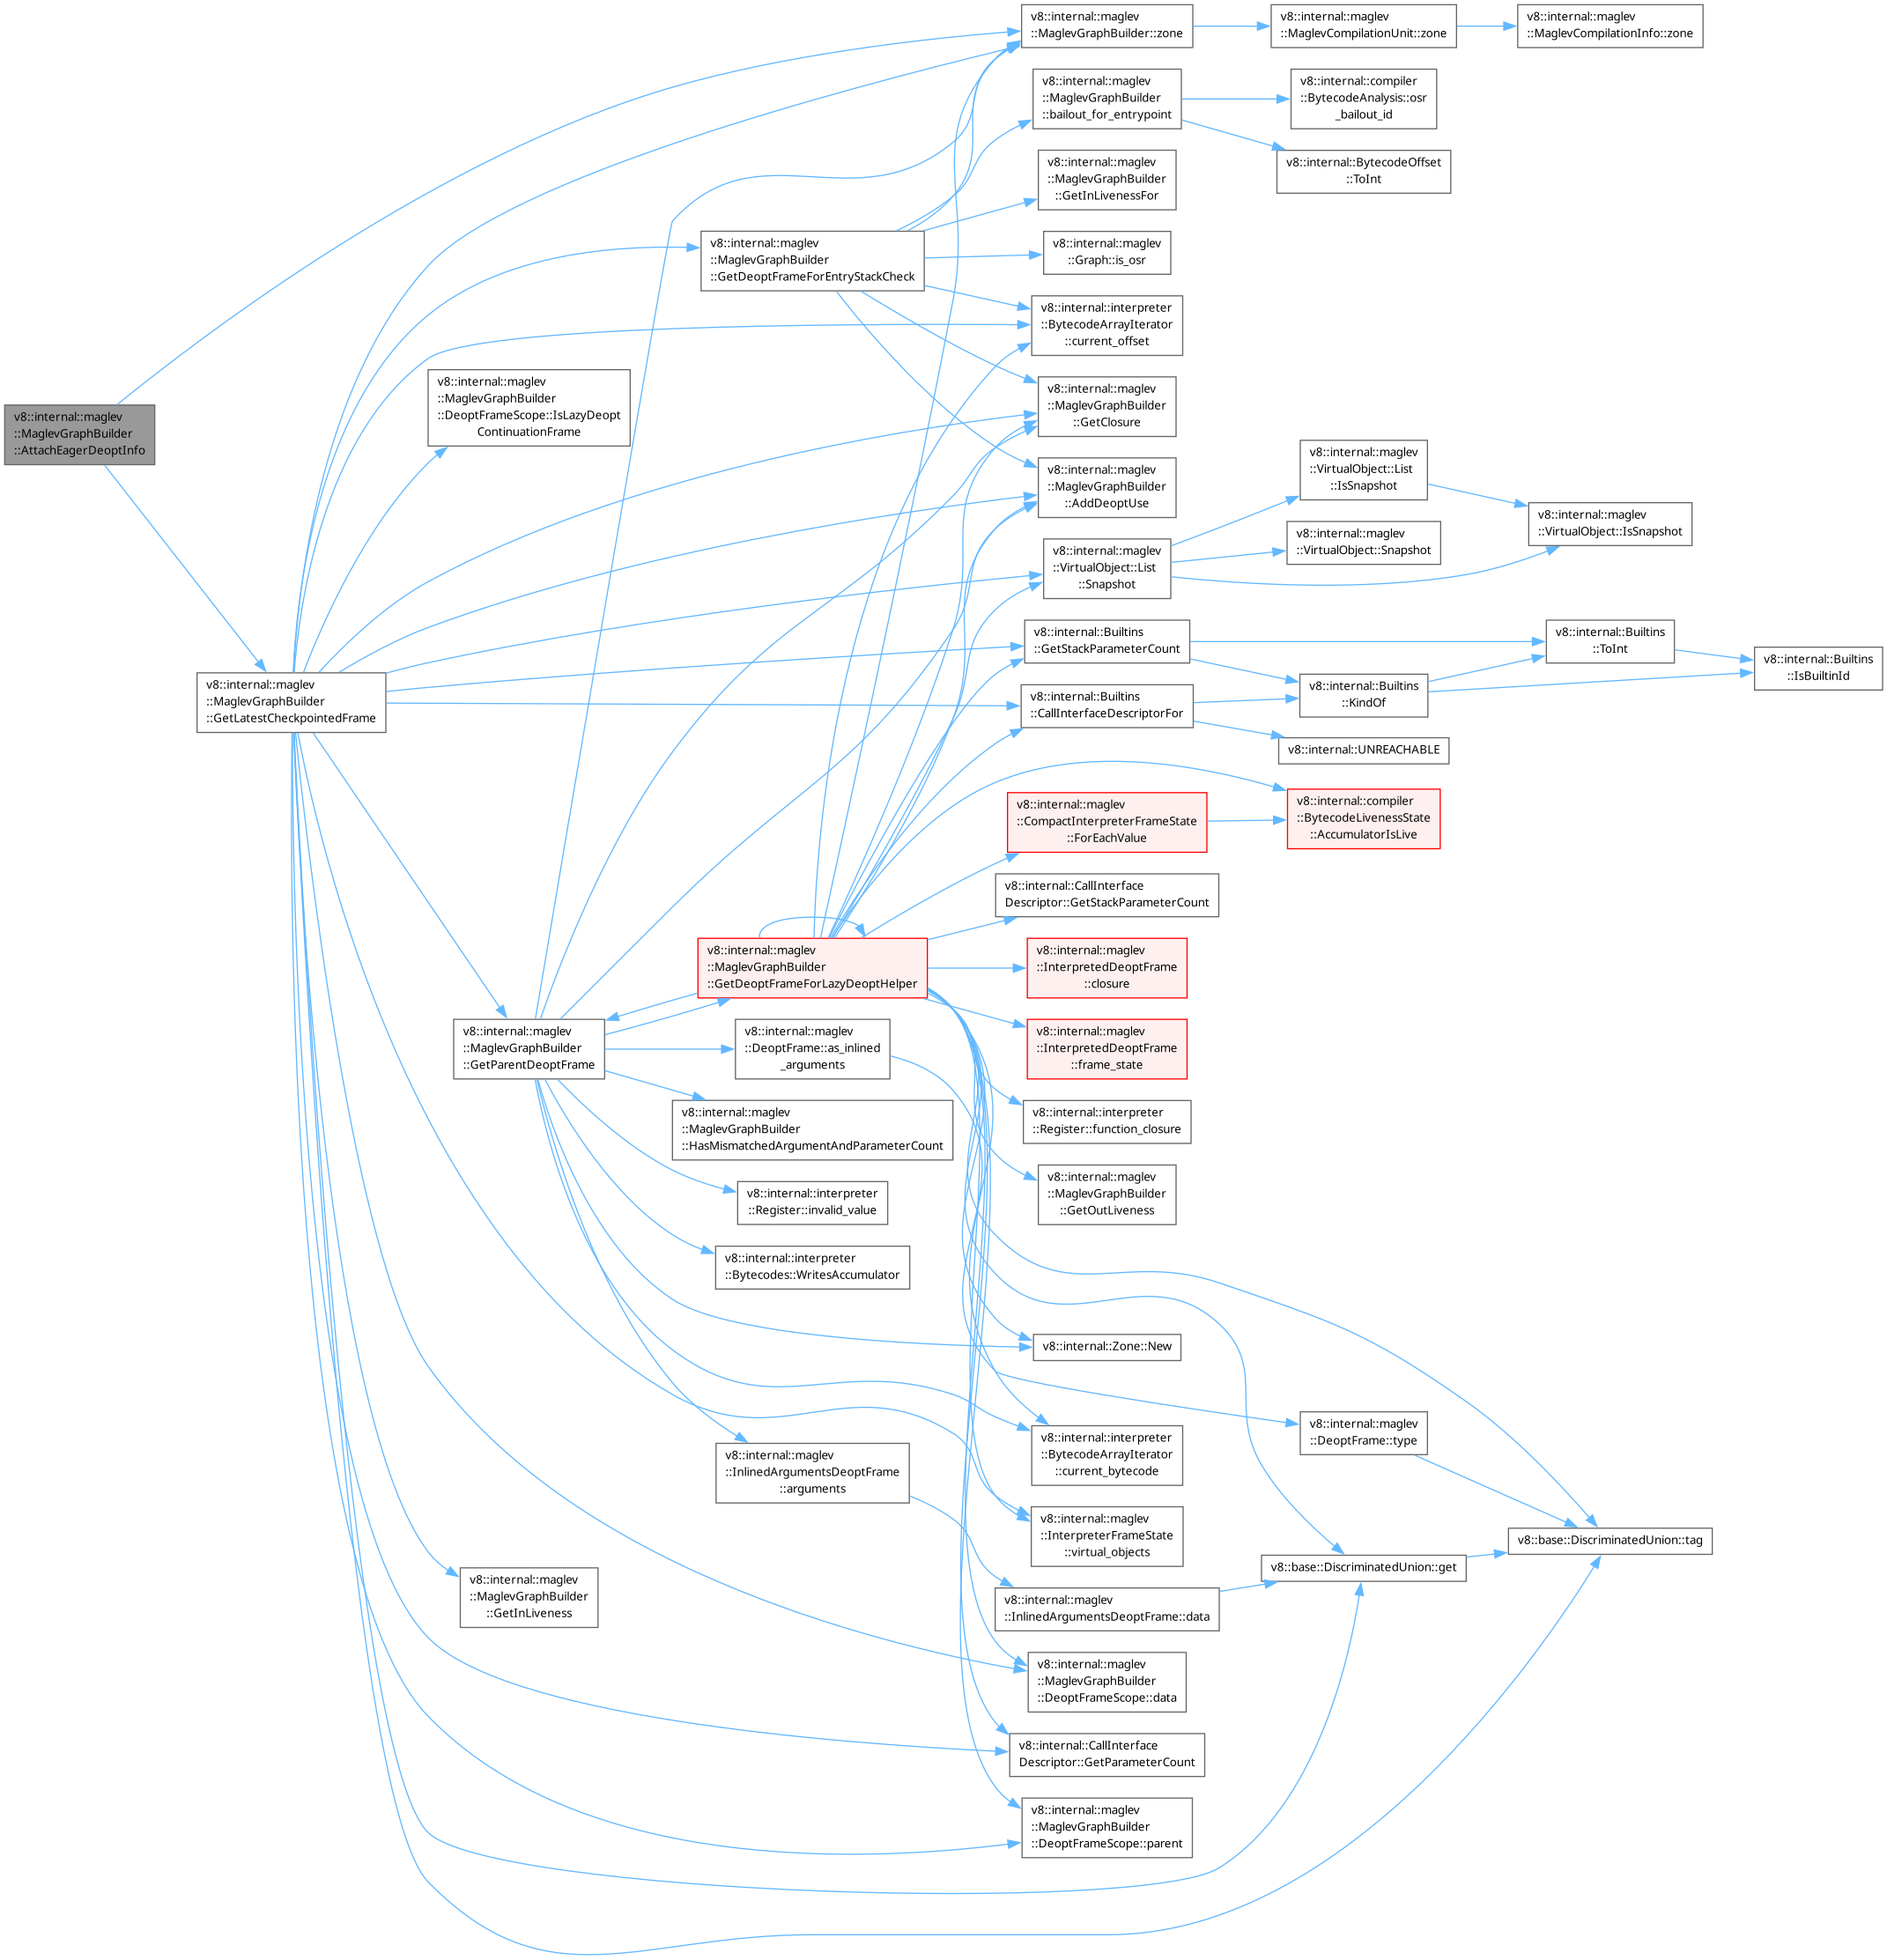 v8::internal::maglev
::MaglevGraphBuilder
::AttachEagerDeoptInfo
v8::internal::maglev
::MaglevGraphBuilder
::GetLatestCheckpointedFrame
v8::internal::maglev
::MaglevGraphBuilder
::DeoptFrameScope::IsLazyDeopt
ContinuationFrame
v8::internal::maglev
::MaglevGraphBuilder
::GetParentDeoptFrame
v8::internal::maglev
::MaglevGraphBuilder
::GetInLiveness
v8::internal::maglev
::MaglevGraphBuilder
::GetDeoptFrameForEntryStackCheck
v8::internal::maglev
::MaglevGraphBuilder
::GetDeoptFrameForLazyDeoptHelper
v8::internal::maglev
::DeoptFrame::as_inlined
_arguments
v8::internal::maglev
::MaglevGraphBuilder
::HasMismatchedArgumentAndParameterCount
v8::internal::interpreter
::Register::invalid_value
v8::internal::interpreter
::Bytecodes::WritesAccumulator
v8::internal::maglev
::InlinedArgumentsDeoptFrame
::arguments
v8::internal::maglev
::MaglevGraphBuilder::zone
v8::internal::maglev
::MaglevGraphBuilder
::bailout_for_entrypoint
v8::internal::maglev
::MaglevGraphBuilder
::GetInLivenessFor
v8::internal::maglev
::Graph::is_osr
v8::internal::interpreter
::BytecodeArrayIterator
::current_offset
v8::internal::maglev
::MaglevGraphBuilder
::GetClosure
v8::internal::maglev
::MaglevGraphBuilder
::AddDeoptUse
v8::internal::maglev
::VirtualObject::List
::Snapshot
v8::internal::Builtins
::GetStackParameterCount
v8::internal::Builtins
::CallInterfaceDescriptorFor
v8::internal::maglev
::CompactInterpreterFrameState
::ForEachValue
v8::internal::CallInterface
Descriptor::GetStackParameterCount
v8::internal::maglev
::InterpretedDeoptFrame
::closure
v8::internal::maglev
::InterpretedDeoptFrame
::frame_state
v8::internal::interpreter
::Register::function_closure
v8::internal::maglev
::MaglevGraphBuilder
::GetOutLiveness
v8::internal::Zone::New
v8::internal::interpreter
::BytecodeArrayIterator
::current_bytecode
v8::internal::maglev
::InterpreterFrameState
::virtual_objects
v8::internal::maglev
::InlinedArgumentsDeoptFrame::data
v8::internal::maglev
::MaglevGraphBuilder
::DeoptFrameScope::data
v8::internal::CallInterface
Descriptor::GetParameterCount
v8::internal::maglev
::MaglevGraphBuilder
::DeoptFrameScope::parent
v8::internal::maglev
::MaglevCompilationUnit::zone
v8::internal::compiler
::BytecodeAnalysis::osr
_bailout_id
v8::internal::BytecodeOffset
::ToInt
v8::internal::maglev
::VirtualObject::List
::IsSnapshot
v8::internal::maglev
::VirtualObject::Snapshot
v8::internal::Builtins
::KindOf
v8::internal::UNREACHABLE
v8::internal::compiler
::BytecodeLivenessState
::AccumulatorIsLive
v8::internal::maglev
::DeoptFrame::type
v8::base::DiscriminatedUnion::get
v8::internal::maglev
::MaglevCompilationInfo::zone
v8::internal::maglev
::VirtualObject::IsSnapshot
v8::internal::Builtins
::ToInt
v8::internal::Builtins
::IsBuiltinId
v8::base::DiscriminatedUnion::tag